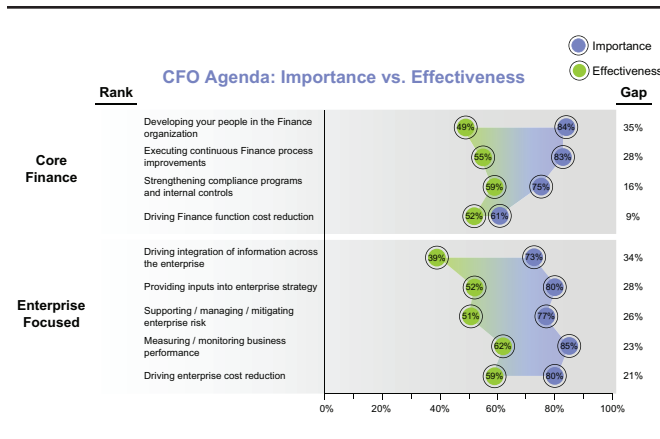 Importance
Effectiveness
CFO Agenda: Importance vs. Effectiveness
Rank
Gap
Core
Finance
Developing your people in the Finance
organization
49%
84%
35%
Executing continuous Finance process
improvements
55%
83%
28%
Strengthening compliance programs
and internal controls
59%
75%
16%
Driving Finance function cost reduction
52%
61%
9%
Enterprise
Focused
Driving integration of information across
the enterprise
39%
73%
34%
Providing inputs into enterprise strategy
52%
80%
28%
Supporting / managing / mitigating
enterprise risk
51%
77%
26%
Measuring / monitoring business
performance
62%
85%
23%
Driving enterprise cost reduction
59%
80%
21%
0%
20%
40%
60%
80%
100%